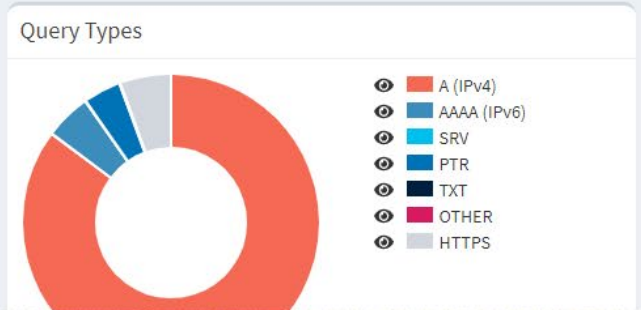 Query Types
A (IPv4)
AAAA (IPv6)
SRV
PTR
TXT
OTHER
HTTPS